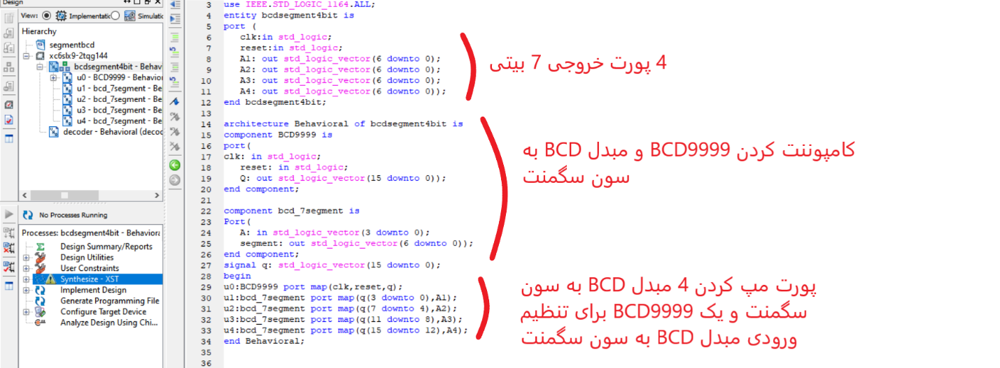 Design
View: Implementatic Simulatic
Hierarchy
segmentbcd
xc6slx9-2tqg144
bcdsegment4bit - Behav
u0 - BCD9999 - Behavior
u1 - bcd_7segment - Be
u2 - bcd_7segment - Be
u3 - bcd_7segment - Be
u4 - bcd_7segment - Be
decoder - Behavioral (decod
No Processes Running
Processes: bcdsegment4bit - Behaviora
Design Summary/Reports
Design Utilities
User Constraints
Synthesize - XST
Implement Design
Generate Programming File
Configure Target Device
Analyze Design Using Chi...
3 use IEEE.STD_LOGIC_1164.ALL;
4 entity bcdsegment4bit is
5 port (
6 clk:in std_logic;
7 reset:in std_logic;
8 A1: out std_logic_vector(6 downto 0);
9 A2: out std_logic_vector(6 downto 0);
10 A3: out std_logic_vector(6 downto 0);
11 A4: out std_logic_vector(6 downto 0));
12 end bcdsegment4bit;
13
14 architecture Behavioral of bcdsegment4bit is
15 component BCD9999 is
16 port(
17 clk: in std_logic;
18 reset: in std_logic;
19 Q: out std_logic_vector(15 downto 0));
20 end component;
21
22 component bcd_7segment is
23 Port(
24 A: in std_logic_vector(3 downto 0);
25 segment: out std_logic_vector(6 downto 0));
26 end component;
27 signal q: std_logic_vector(15 downto 0);
28 begin
29 u0:BCD9999 port map(clk,reset,q);
30 u1:bcd_7segment port map(q(3 downto 0),A1);
31 u2:bcd_7segment port map(q(7 downto 4),A2);
32 u3:bcd_7segment port map(q(11 downto 8),A3);
33 u4:bcd_7segment port map(q(15 downto 12),A4);
34 end Behavioral;
35
36
4 پورت خروجی 7 بیتی
کامپوننت کردن BCD9999 و مبدل BCD به
سون سگمنت
پورت مپ کردن 4 مبدل BCD به سون
سگمنت و یک BCD9999 برای تنظیم
ورودی مبدل BCD به سون سگمنت